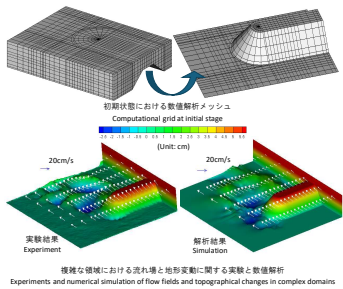 初期状態における数値解析メッシュ
Computational grid at initial stage
(Unit: cm)
20cm/s
20cm/s
実験結果
Experiment
解析結果
Simulation
複雑な領域における流れ場と地形変動に関する実験と数値解析
Experiments and numerical simulation of flow fields and topographical changes in complex domains